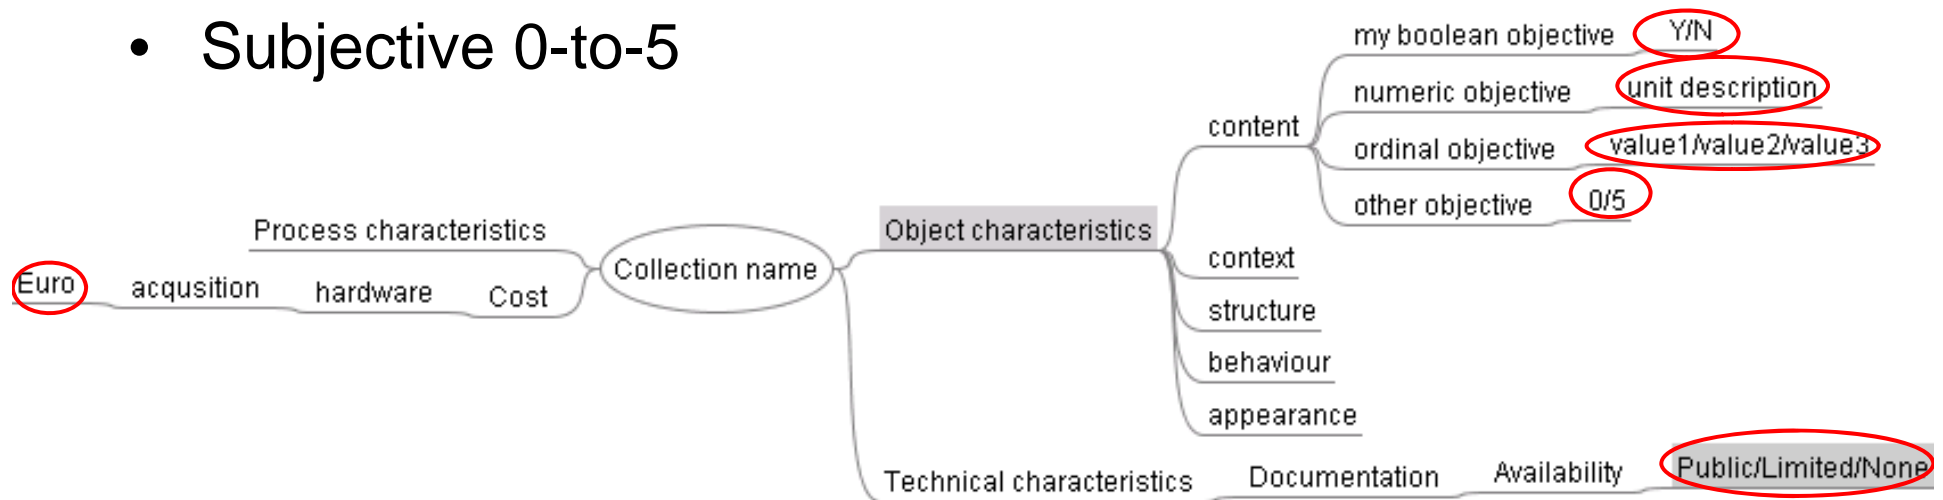 • Subjective 0-to-5
my boolean objective Y/N
numeric objective unit description
content
ordinal objective value1/value2/value3
other objective 0/5
Process characteristics
Object characteristics
Collection name
context
Euro acqusition hardware Cost
structure
behaviour
appearance
Technical characteristics Documentation Availability Public/Limited/None